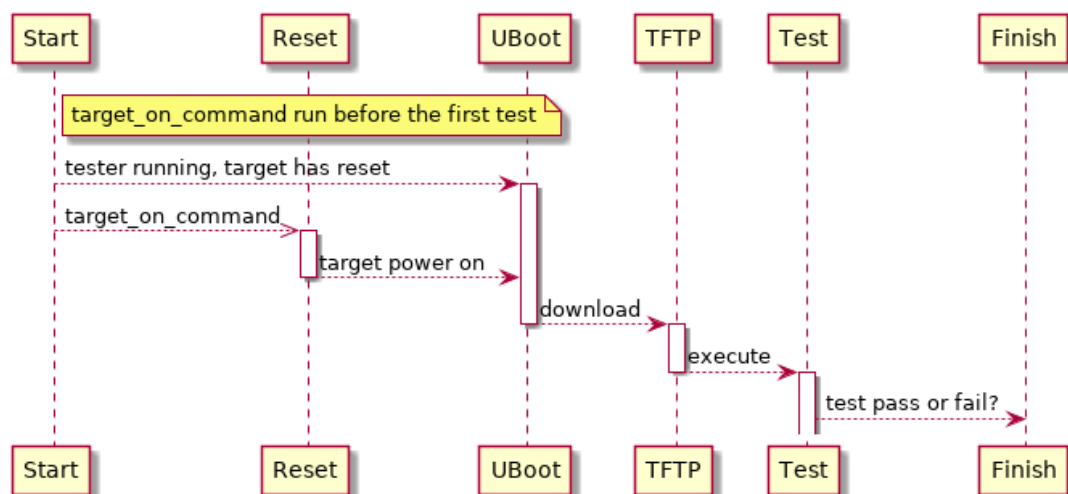 Start
Reset
UBoot
TFTP
Test
Finish
target_on_command run before the first test
tester running, target has reset
target_on_command
target power on
download
execute
test pass or fail?
Start
Reset
UBoot
TFTP
Test
Finish